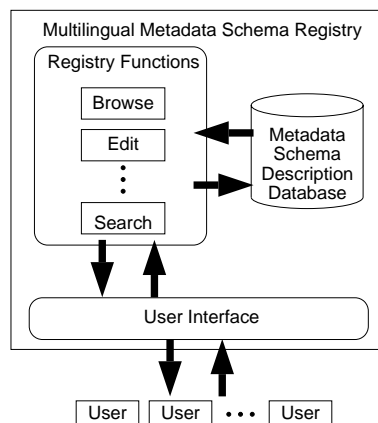 Multilingual Metadata Schema Registry
Registry Functions
Browse
Edit
Search
Metadata
Schema
Description
Database
User Interface
User
User
User